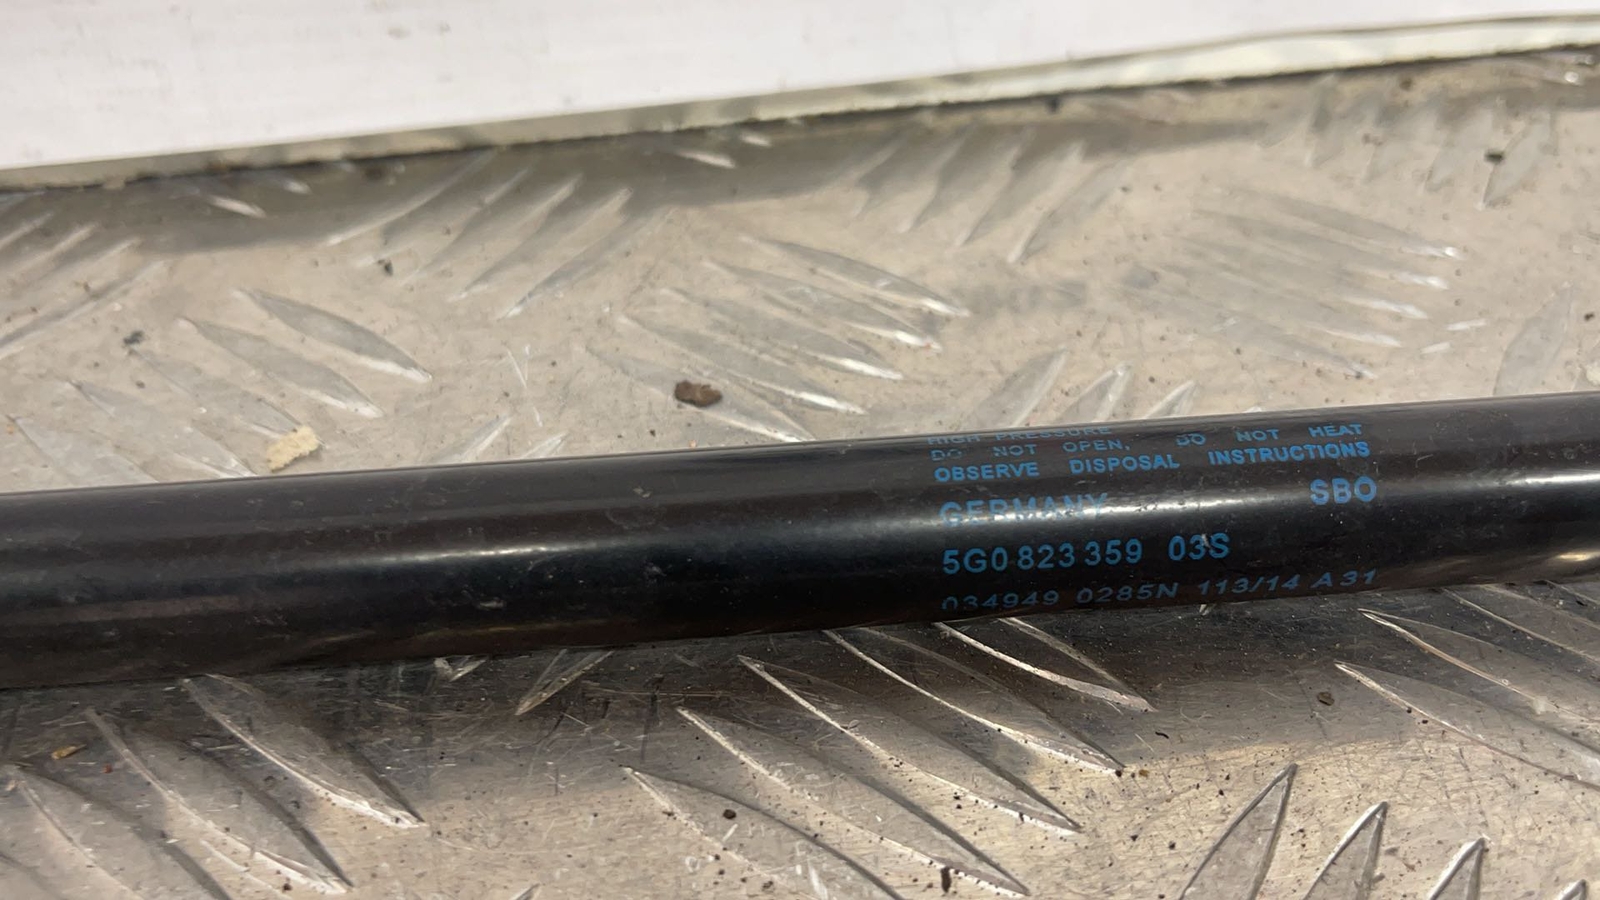 HIGH PRESSURE
DO NOT OPEN, DO NOT HEAT
OBSERVE DISPOSAL INSTRUCTIONS
GERMANY SBO
5G0 823 359 03S
034949 0285N 113/14 A 31